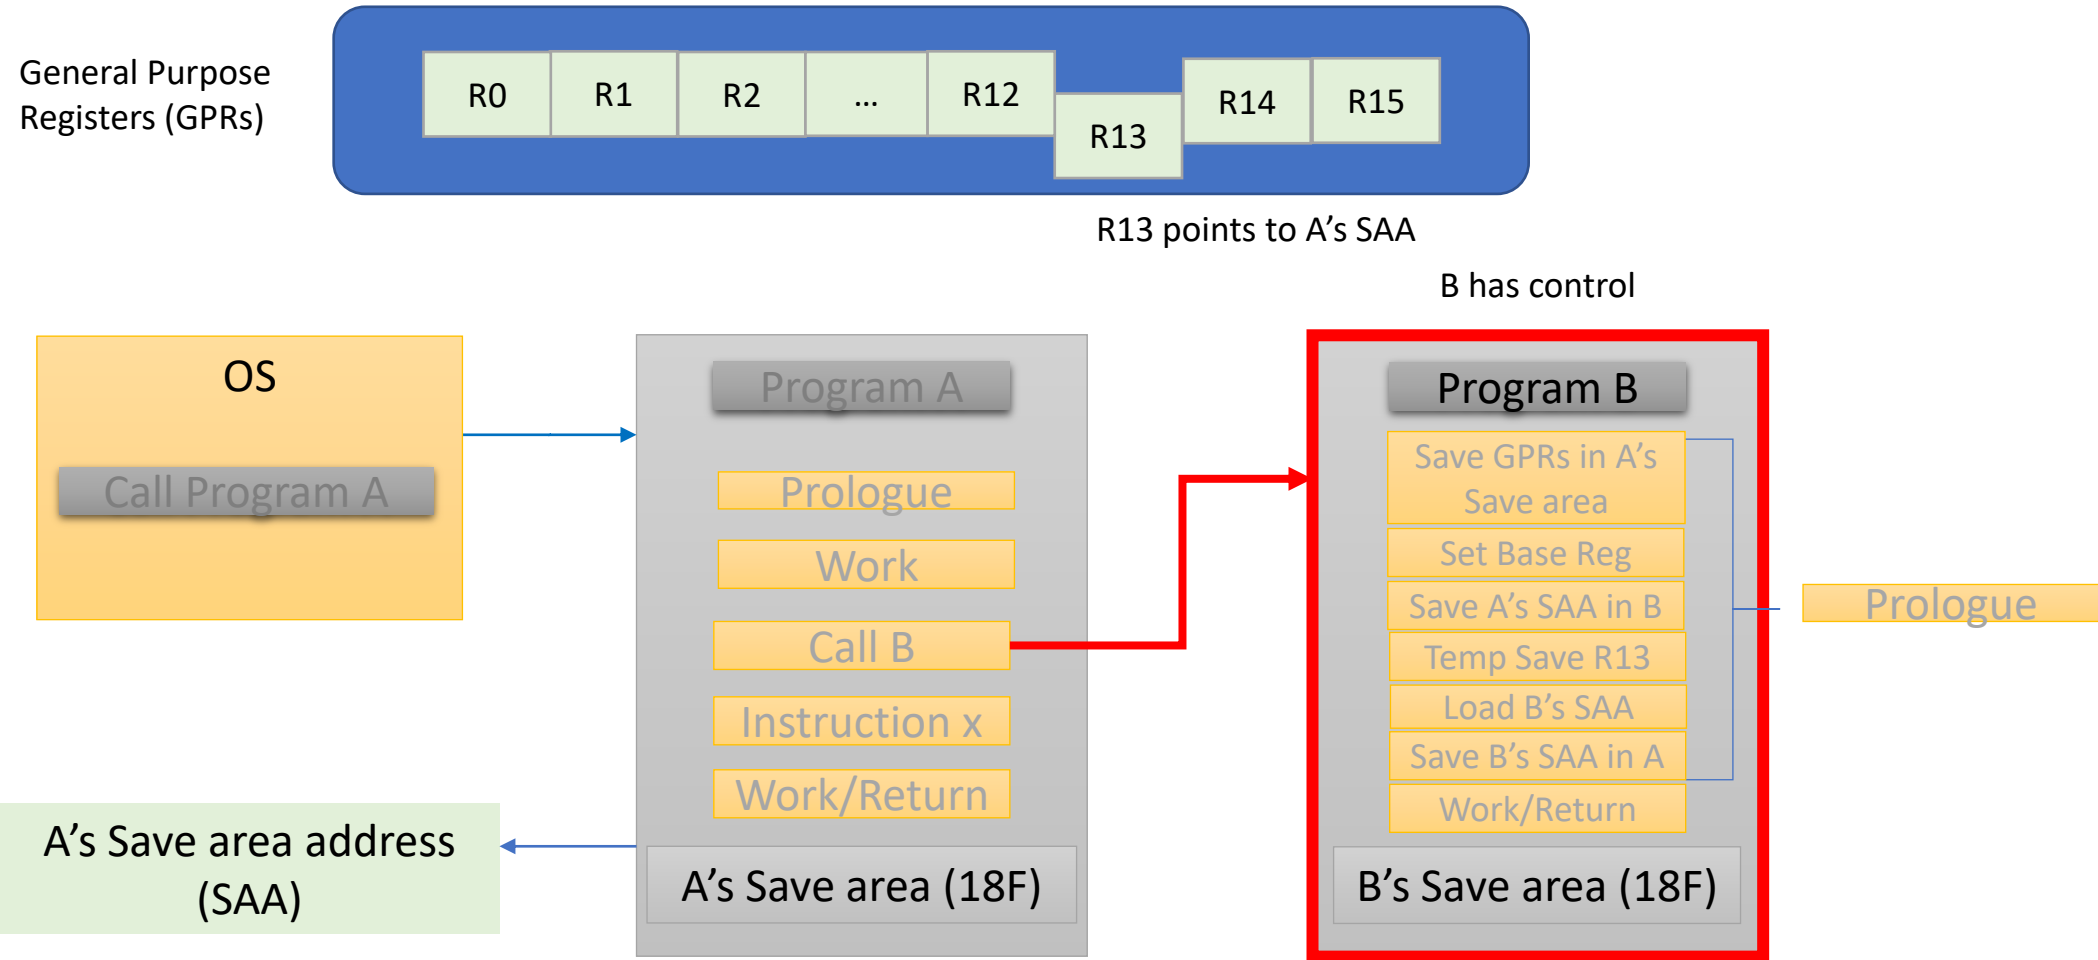 General Purpose
Registers (GPRs)
R0
R1
R2
...
R12
R13
R14
R15
R13 points to A’s SAA
B has control
OS
Call Program A
Program A
Prologue
Work
Call B
Instruction x
Work/Return
A’s Save area (18F)
A’s Save area address
(SAA)
Program B
Save GPRs in A’s
Save area
Set Base Reg
Save A’s SAA in B
Temp Save R13
Load B’s SAA
Save B’s SAA in A
Work/Return
B’s Save area (18F)
Prologue